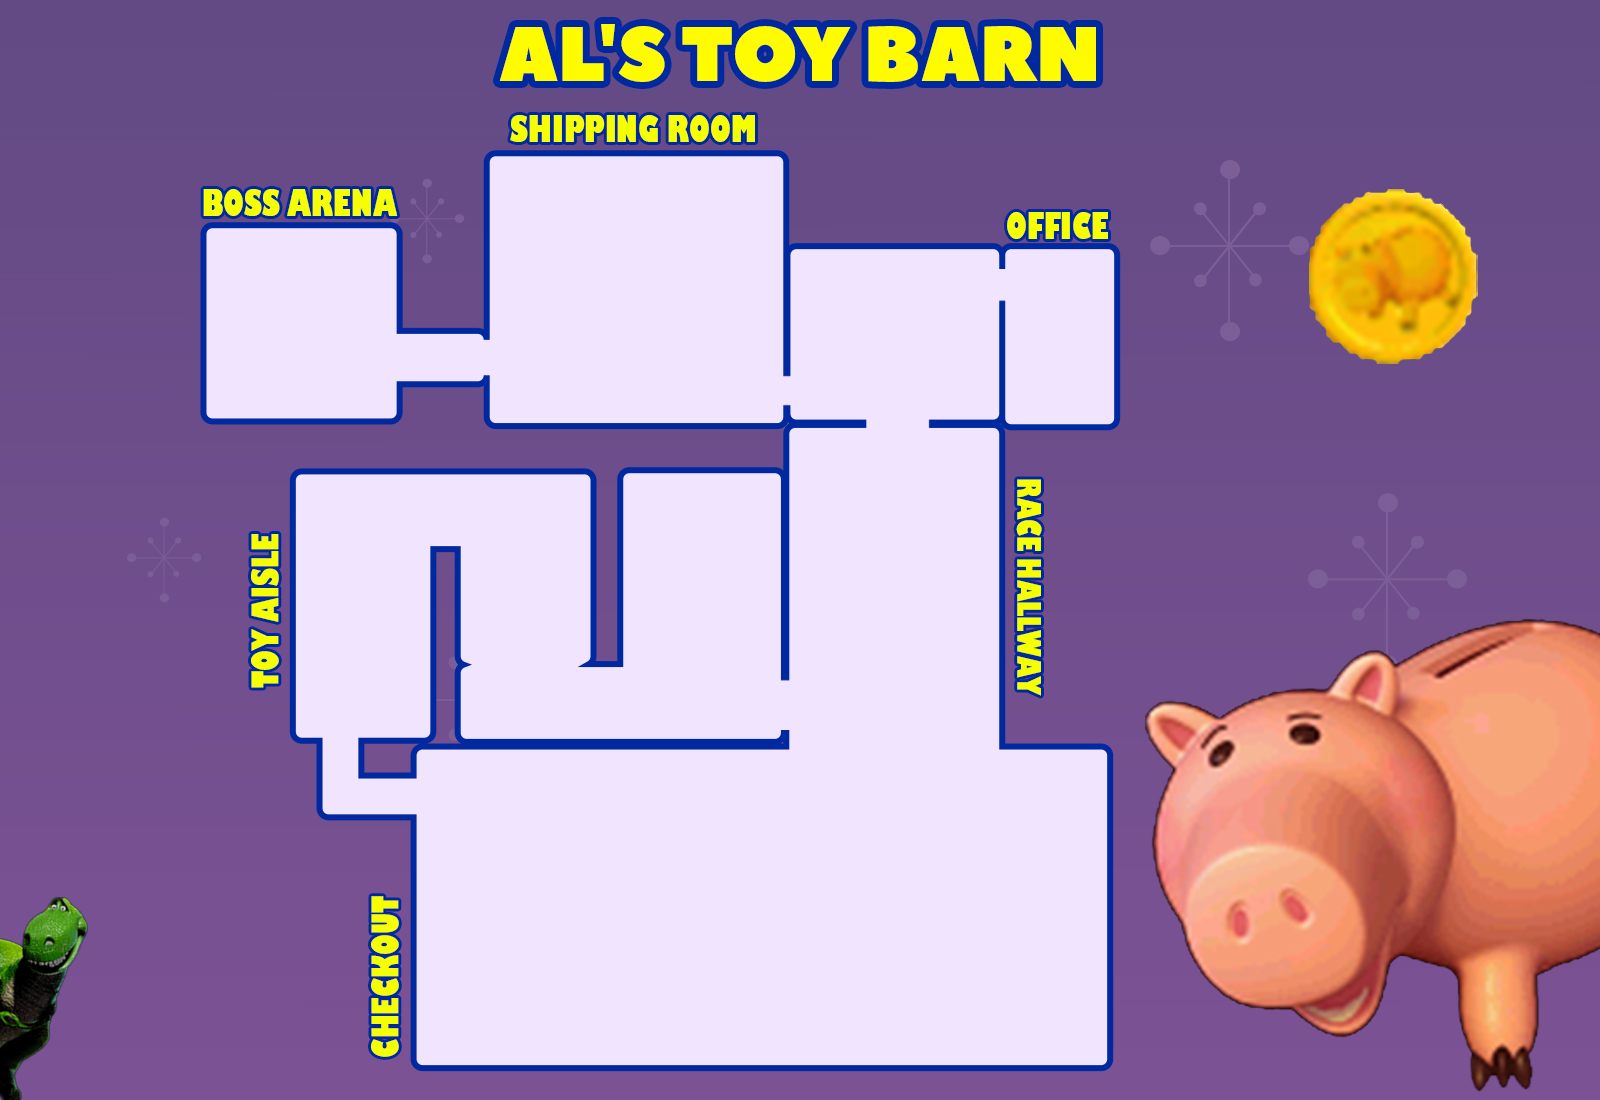 AL'S TOY BARN
SHIPPING ROOM
BOSS ARENA
OFFICE
TOY AISLE
RACE HALLWAY
CHECKOUT